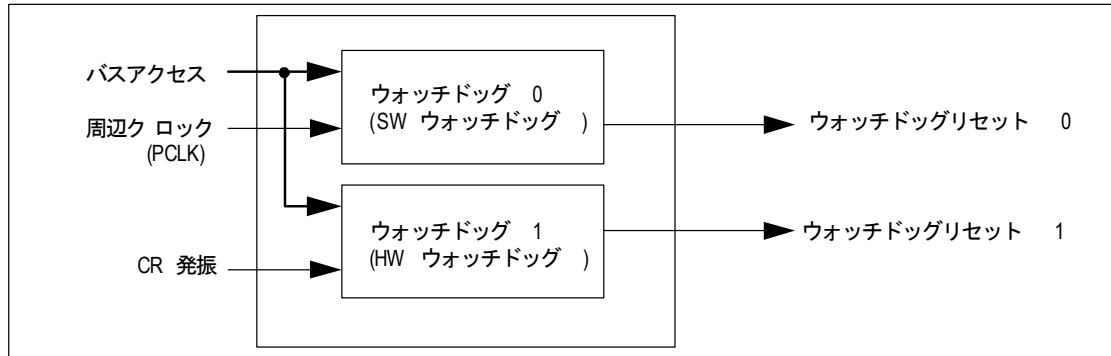 バスアクセス
周辺ク ロック
(PCLK)
ウォッチドッグ 0
(SW ウォッチドッグ )
ウォッチドッグリセット 0
ウォッチドッグ 1
(HW ウォッチドッグ )
CR 発振
ウォッチドッグリセット 1